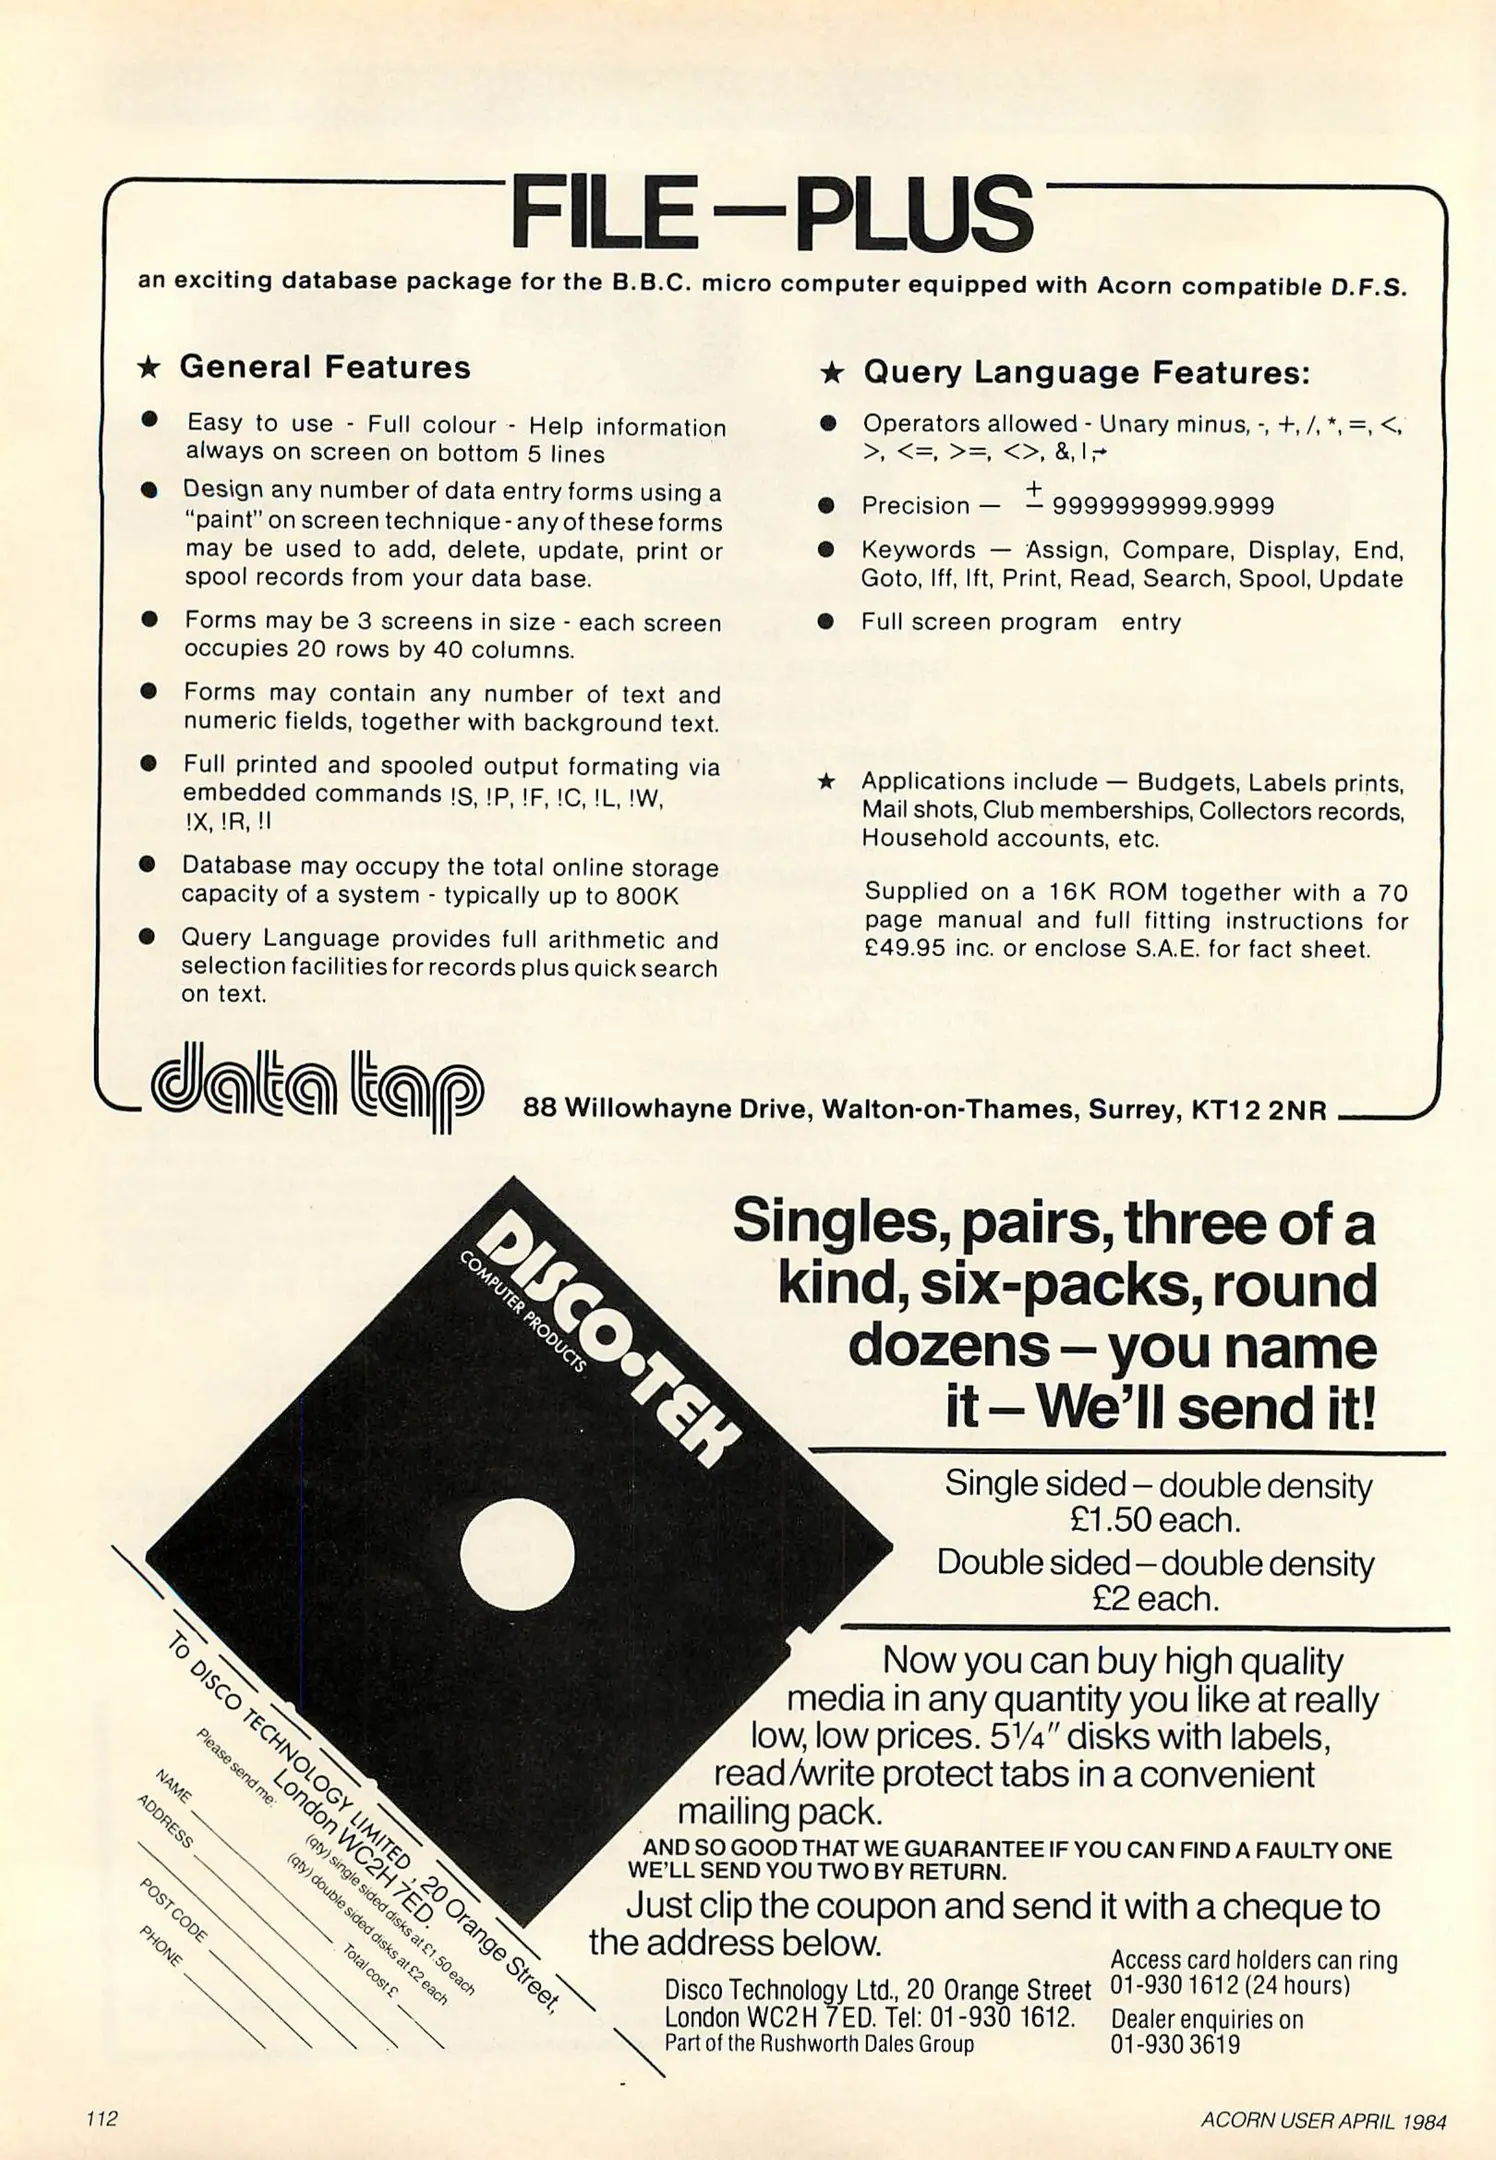 FILE—PLUS
an exciting database package for the B.B.C. micro computer equipped with Acorn compatible D.F.S.
★ General Features
● Easy to use - Full colour - Help information
always on screen on bottom 5 lines
● Design any number of data entry forms using a
"paint" on screen technique - any of these forms
may be used to add, delete, update, print or
spool records from your data base.
● Forms may be 3 screens in size - each screen
occupies 20 rows by 40 columns.
● Forms may contain any number of text and
numeric fields, together with background text.
● Full printed and spooled output formating via
embedded commands !S, !P, !F, !C, !L, !W,
!X, !R, !I
● Database may occupy the total online storage
capacity of a system - typically up to 800K
● Query Language provides full arithmetic and
selection facilities for records plus quick search
on text.
★ Query Language Features:
● Operators allowed - Unary minus, -, +, /, *, =, <,
>, <=, >=, <>, &, |,
● Precision — ± 9999999999.9999
● Keywords — Assign, Compare, Display, End,
Goto, Iff, Ift, Print, Read, Search, Spool, Update
● Full screen program entry
★ Applications include — Budgets, Labels prints,
Mail shots, Club memberships, Collectors records,
Household accounts, etc.
Supplied on a 16K ROM together with a 70
page manual and full fitting instructions for
£49.95 inc. or enclose S.A.E. for fact sheet.
data tap
88 Willowhayne Drive, Walton-on-Thames, Surrey, KT12 2NR
DISCO•TEK
COMPUTER PRODUCTS
Singles, pairs, three of a
kind, six-packs, round
dozens – you name
it – We'll send it!
Single sided – double density
£1.50 each.
Double sided – double density
£2 each.
Now you can buy high quality
media in any quantity you like at really
low, low prices. 5¼" disks with labels,
read/write protect tabs in a convenient
mailing pack.
AND SO GOOD THAT WE GUARANTEE IF YOU CAN FIND A FAULTY ONE
WE'LL SEND YOU TWO BY RETURN.
Just clip the coupon and send it with a cheque to
the address below.
Disco Technology Ltd., 20 Orange Street
London WC2H 7ED. Tel: 01-930 1612.
Part of the Rushworth Dales Group
Access card holders can ring
01-930 1612 (24 hours)
Dealer enquiries on
01-930 3619
To DISCO TECHNOLOGY LIMITED, 20 Orange Street,
London WC2H 7ED.
Please send me:
(qty) single sided disks at £1.50 each
(qty) double sided disks at £2 each
Total cost £
NAME
ADDRESS
POST CODE
PHONE
112
ACORN USER APRIL 1984